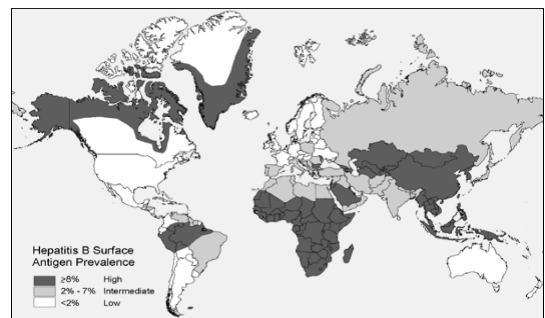 Hepatitis B Surface
Antigen Prevalence
≥8% High
2% - 7% Intermediate
<2% Low